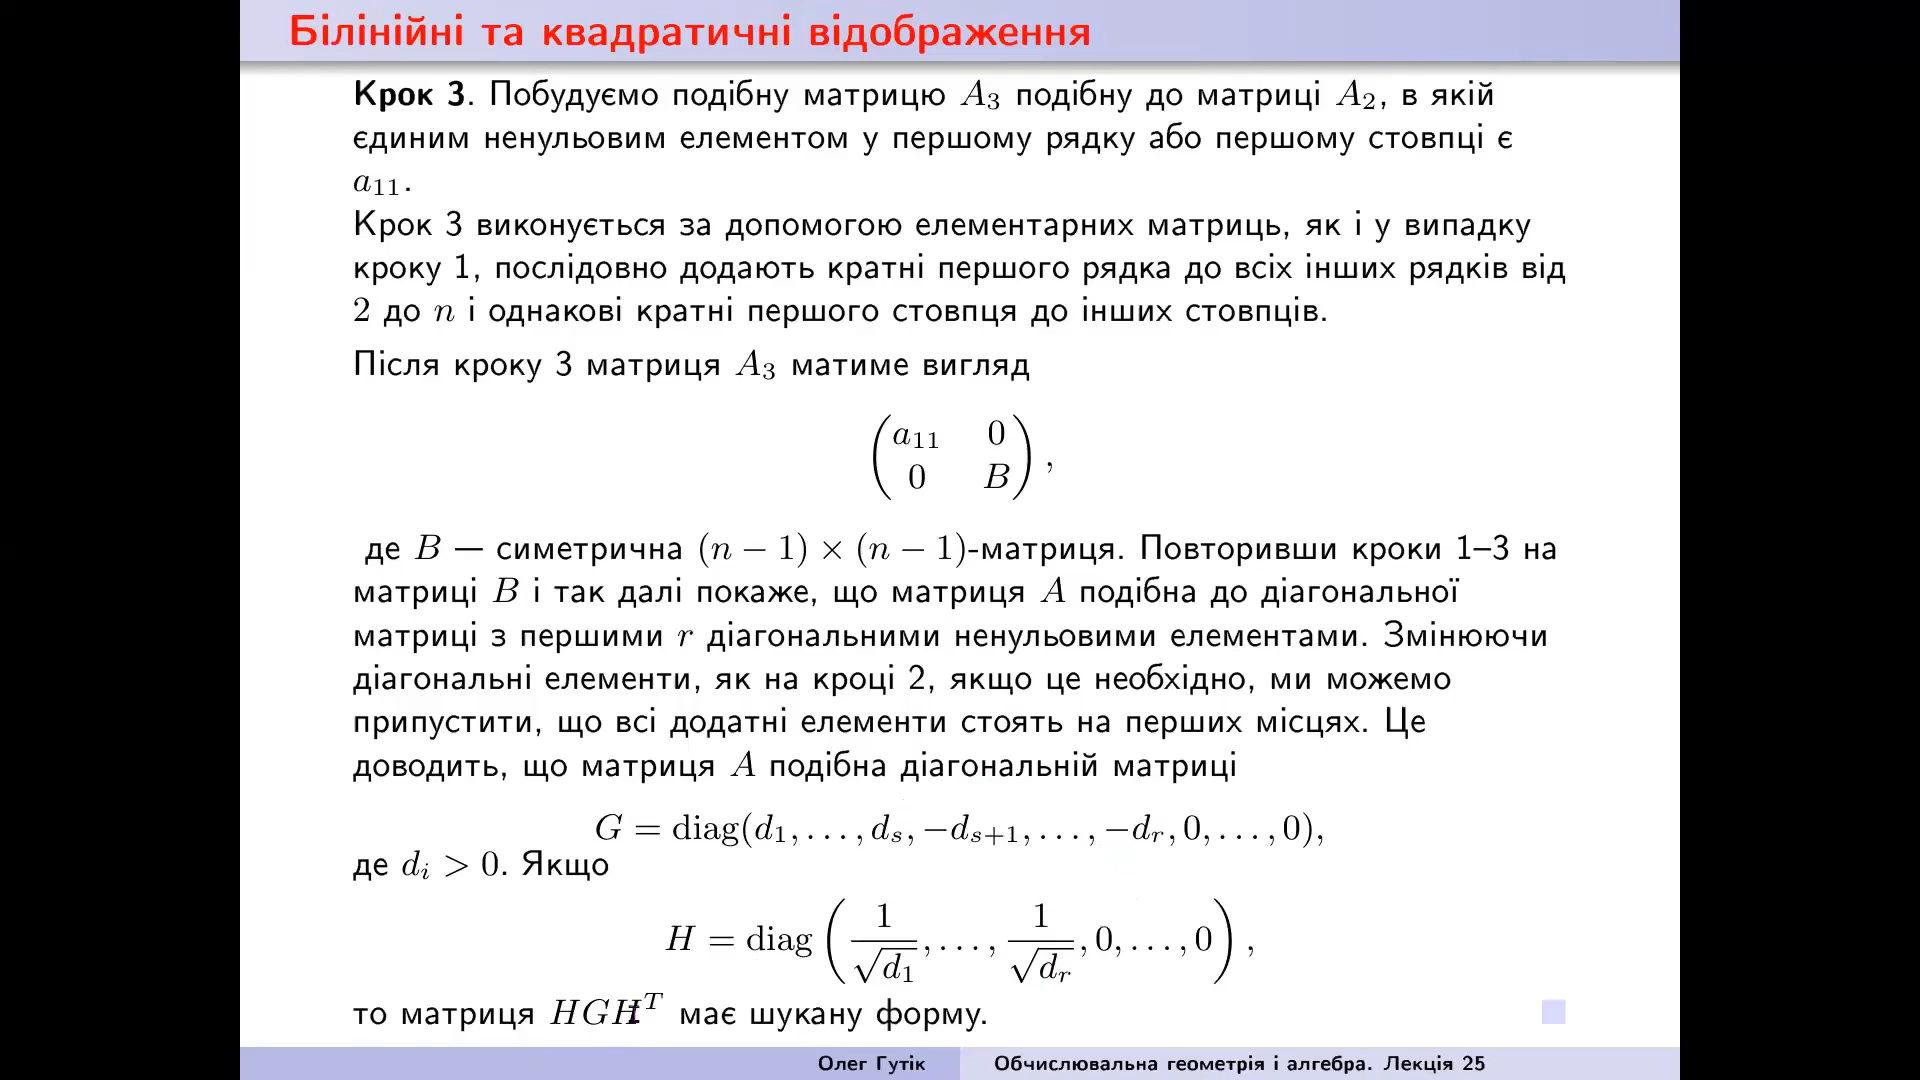 Білінійні та квадратичні відображення
Крок 3. Побудуємо подібну матрицю A₃ подібну до матриці A₂, в якій
єдиним ненульовим елементом у першому рядку або першому стовпці є
a₁₁.
Крок 3 виконується за допомогою елементарних матриць, як і у випадку
кроку 1, послідовно додають кратні першого рядка до всіх інших рядків від
2 до n і однакові кратні першого стовпця до інших стовпців.
Після кроку 3 матриця A₃ матиме вигляд
( a₁₁ 0
0 B ) ,
де B — симетрична (n − 1) × (n − 1)-матриця. Повторивши кроки 1–3 на
матриці B і так далі покаже, що матриця A подібна до діагональної
матриці з першими r діагональними ненульовими елементами. Змінюючи
діагональні елементи, як на кроці 2, якщо це необхідно, ми можемо
припустити, що всі додатні елементи стоять на перших місцях. Це
доводить, що матриця A подібна діагональній матриці
G = diag(d₁, . . . , dₛ, −dₛ₊₁, . . . , −dᵣ, 0, . . . , 0),
де dᵢ > 0. Якщо
H = diag ( 1/√d₁ , . . . , 1/√dᵣ , 0, . . . , 0 ) ,
то матриця HGHᵀ має шукану форму.
Олег Гутік Обчислювальна геометрія і алгебра. Лекція 25